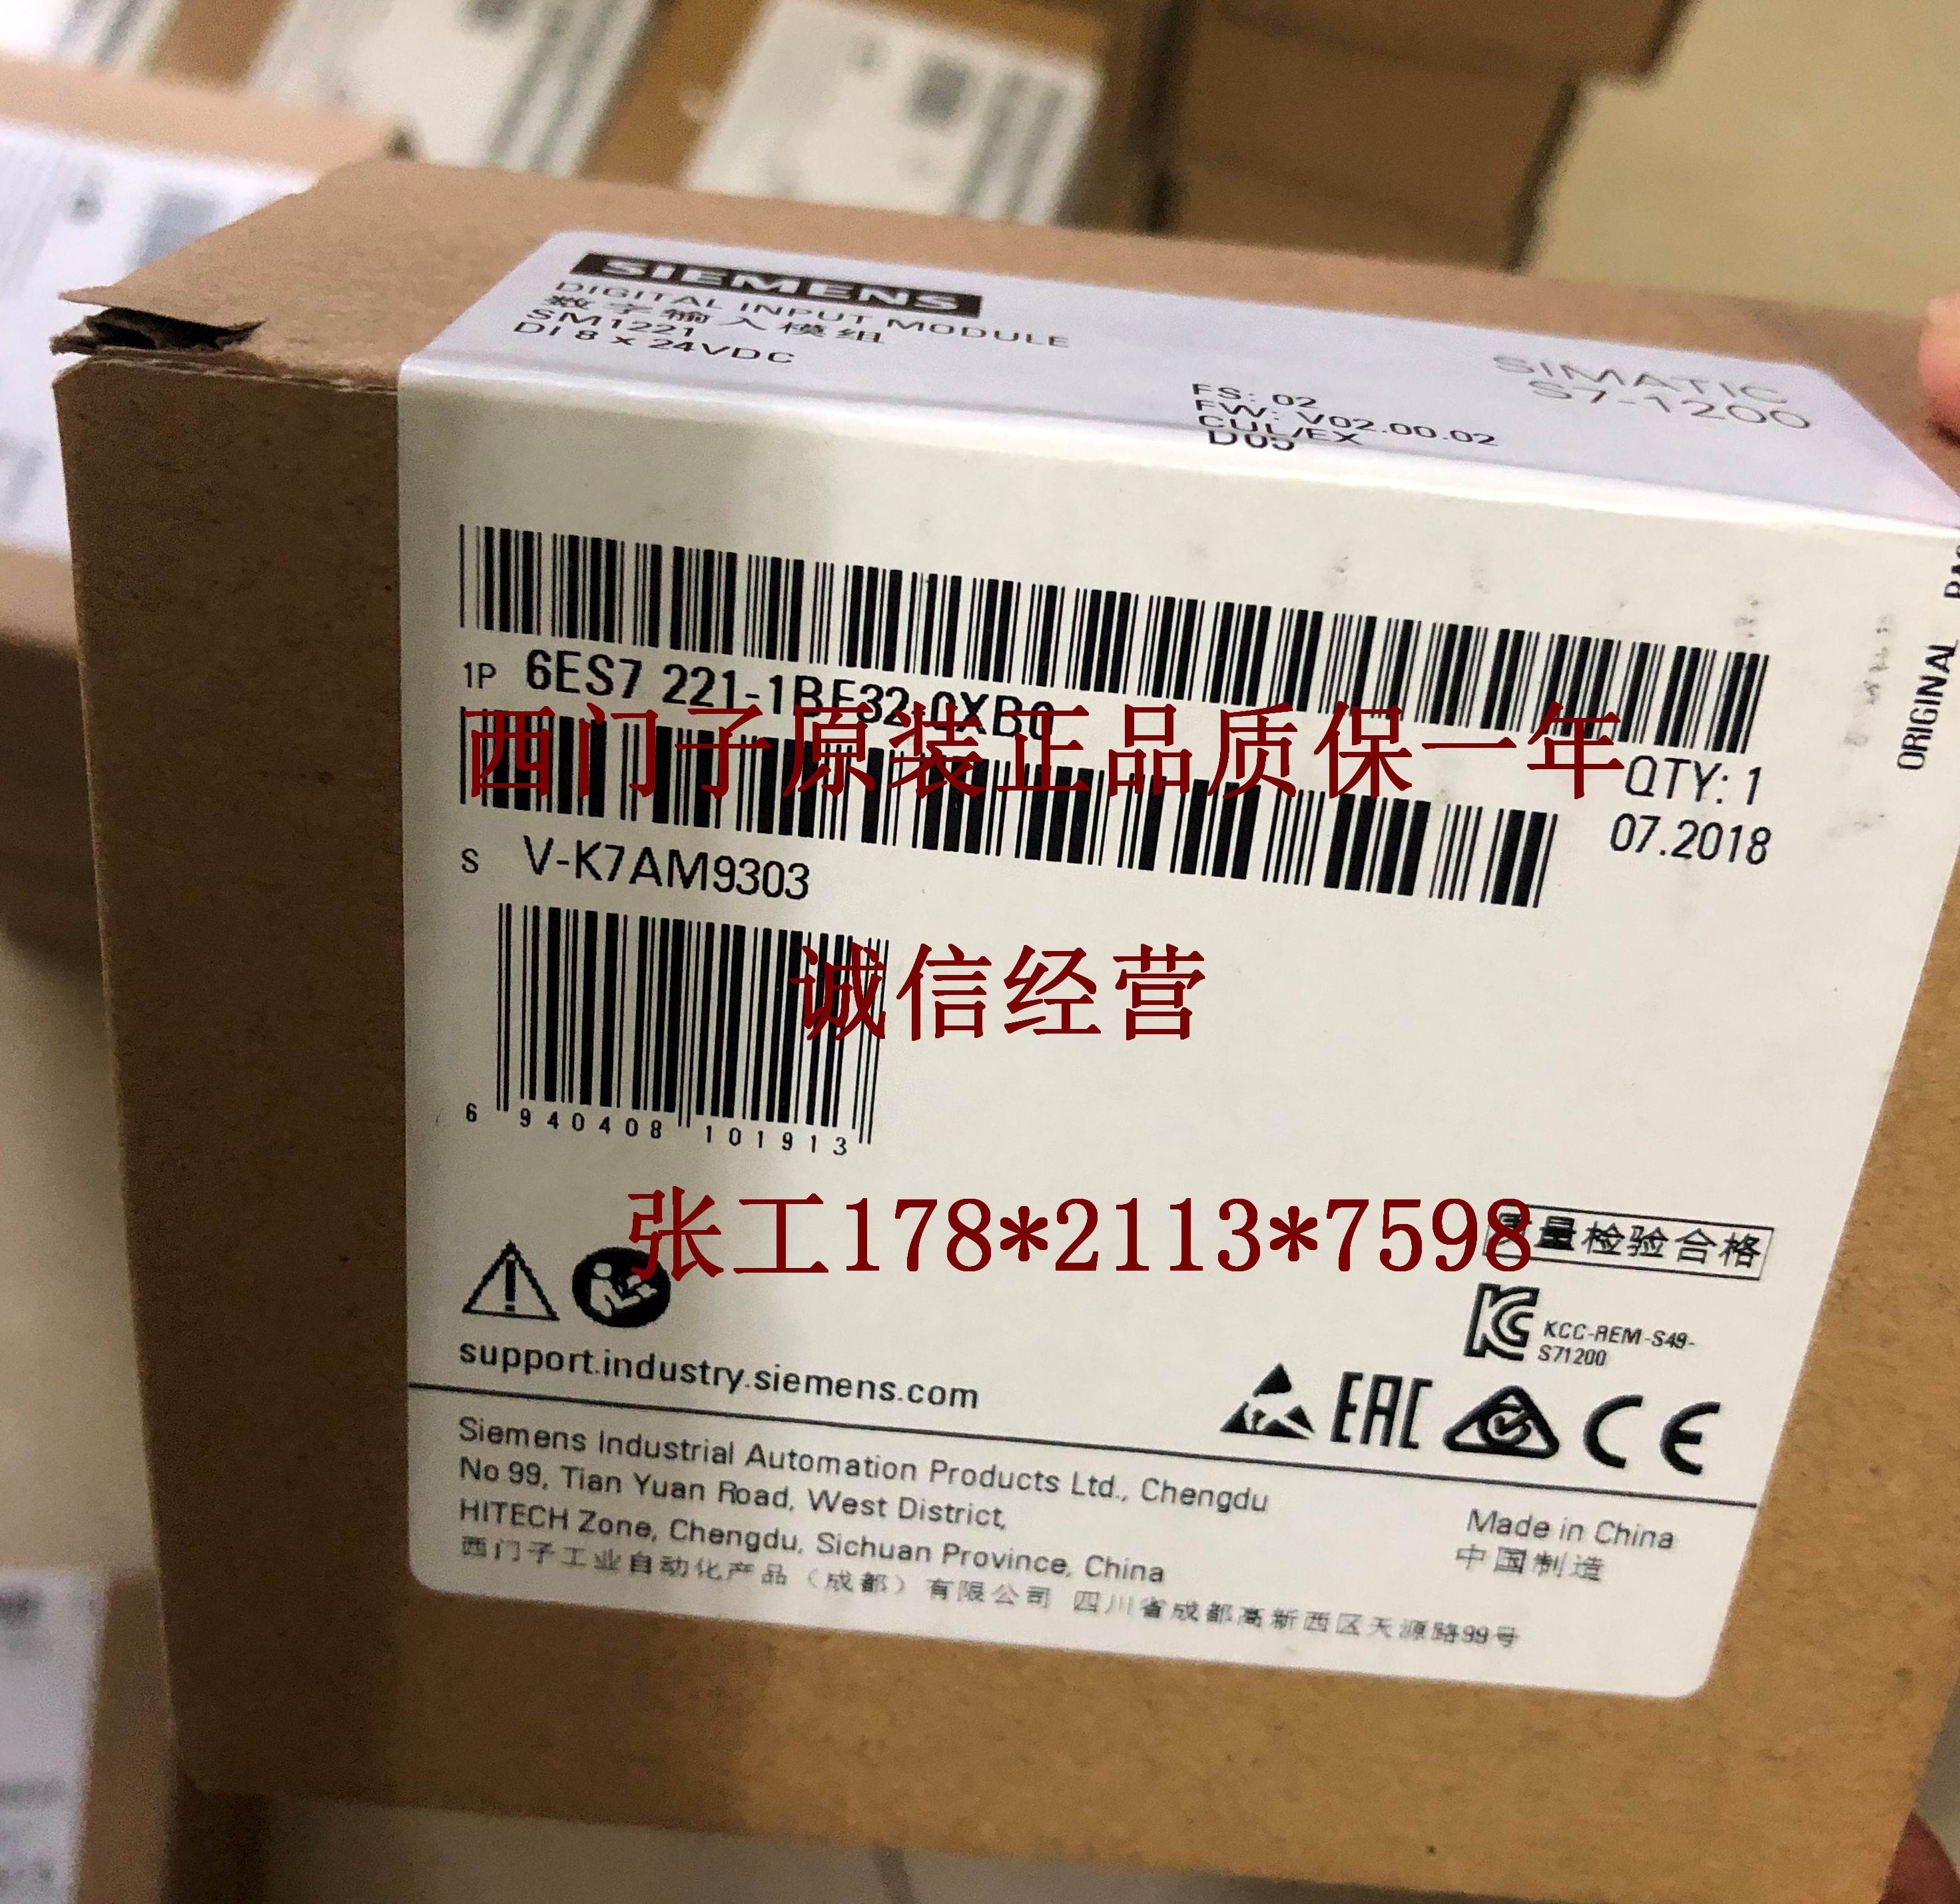 SIEMENS
DIGITAL INPUT MODULE
数字输入模组
SM1221
DI 8 x 24VDC
SIMATIC
S7-1200
FS: 02
FW: V02.00.02
CUL/EX
D05
1P 6ES7 221-1BF32-0XB0
西门子原装正品质保一年
QTY: 1
07.2018
ORIGINAL
S V-K7AM9303
诚信经营
6 940408 101913
张工178*2113*7598
质量检验合格
KCC-REM-S49-
S71200
support.industry.siemens.com
EAC
CE
Siemens Industrial Automation Products Ltd., Chengdu
No 99, Tian Yuan Road, West District,
HITECH Zone, Chengdu, Sichuan Province, China
西门子工业自动化产品（成都）有限公司 四川省成都高新西区天源路99号
Made in China
中国制造